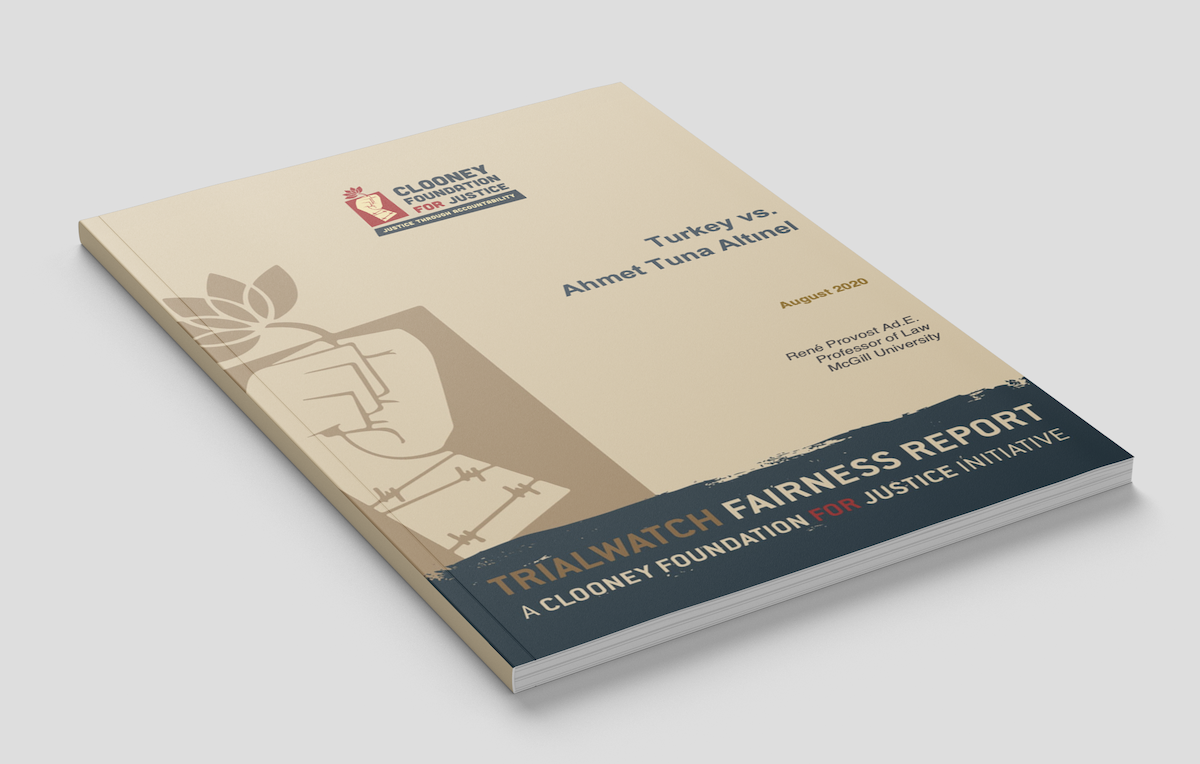 CLOONEY
FOUNDATION
FOR JUSTICE
JUSTICE THROUGH ACCOUNTABILITY
Turkey vs.
Ahmet Tuna Altınel
August 2020
René Provost Ad.E.
Professor of Law
McGill University
TRIALWATCH FAIRNESS REPORT
A CLOONEY FOUNDATION FOR JUSTICE INITIATIVE